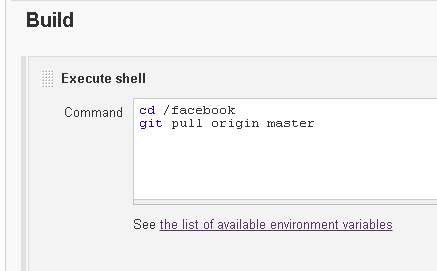 Build
Execute shell
Command
cd /facebook
git pull origin master
See the list of available environment variables